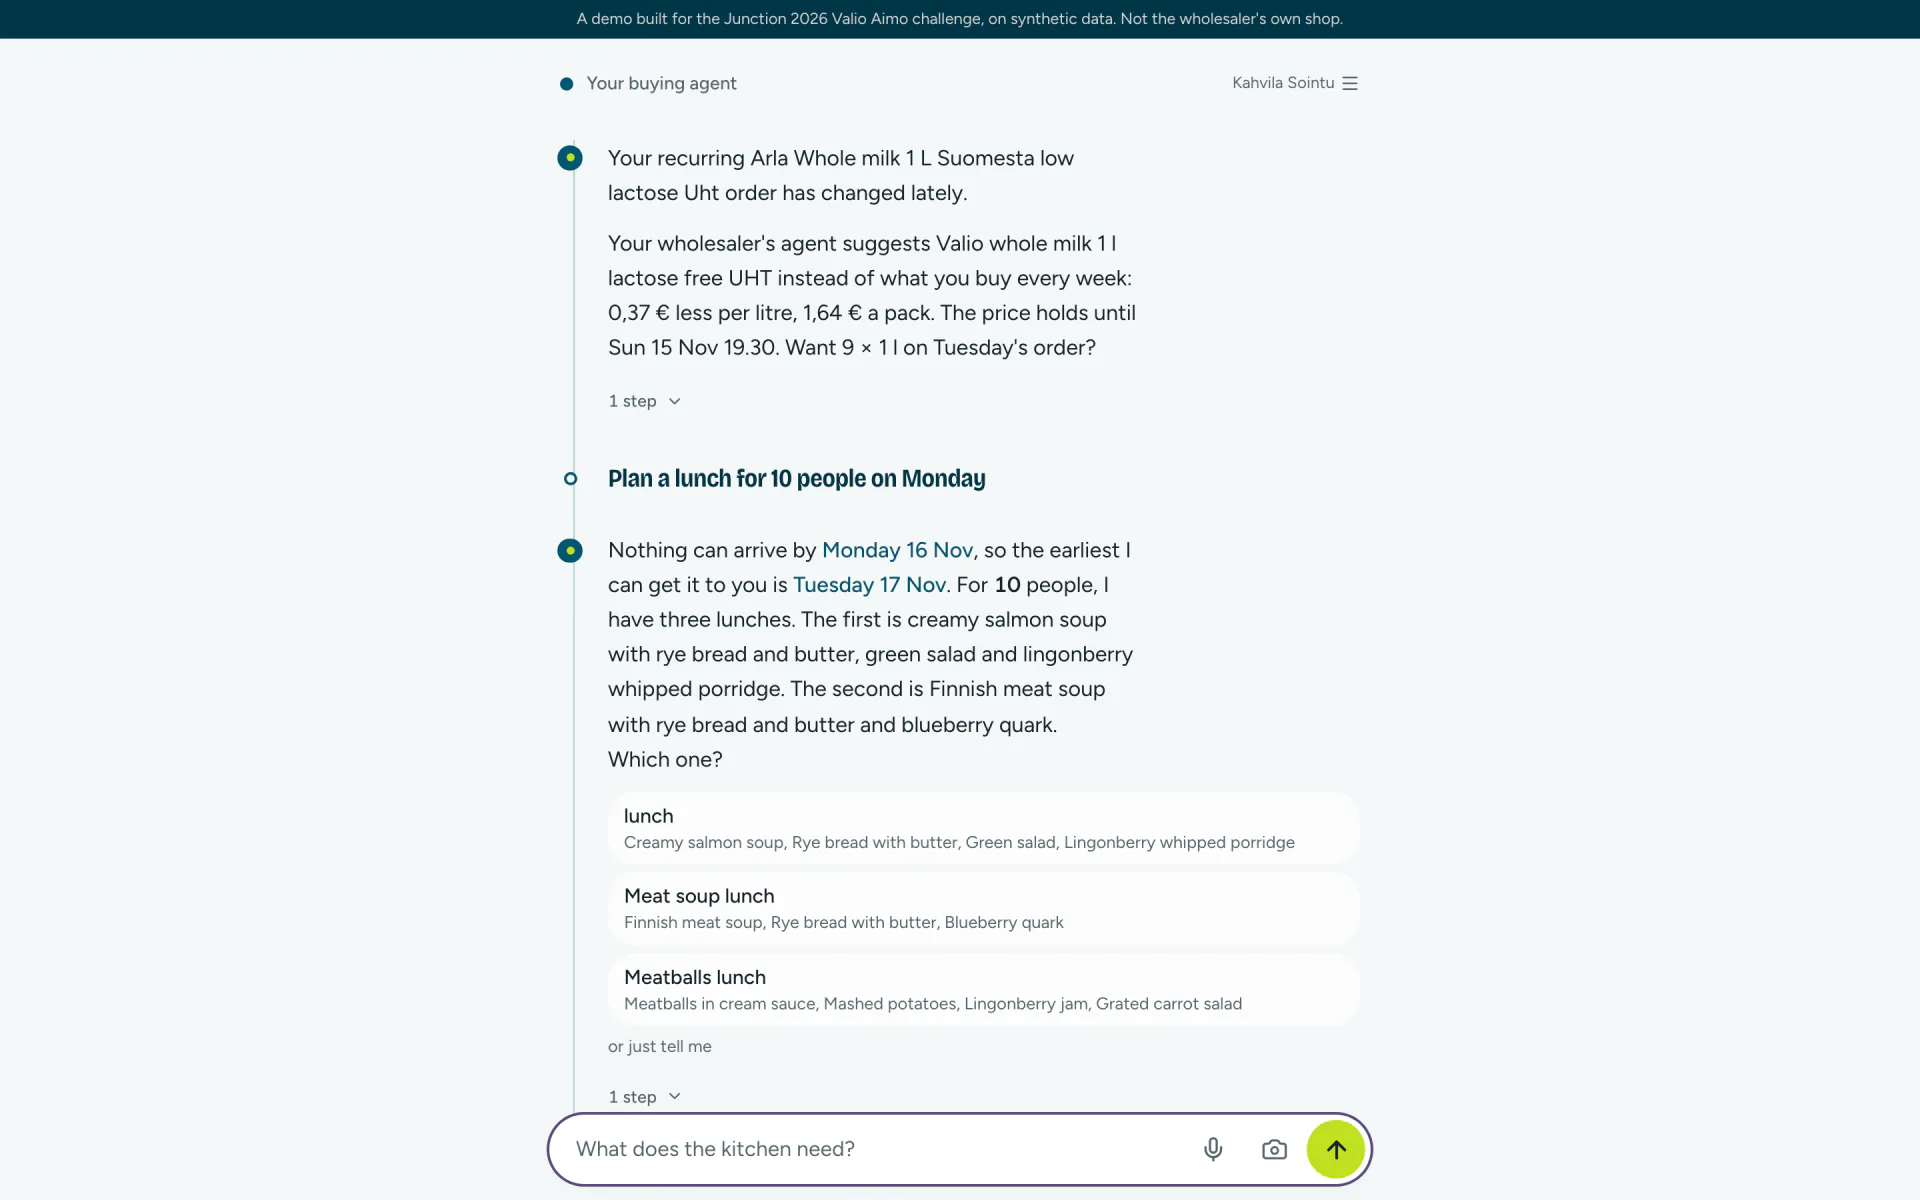 A demo built for the Junction 2026 Valio Aimo challenge, on synthetic data. Not the wholesaler's own shop.
Your buying agent
Kahvila Sointu
Your recurring Arla Whole milk 1 L Suomesta low
lactose Uht order has changed lately.
Your wholesaler's agent suggests Valio whole milk 1 l
lactose free UHT instead of what you buy every week:
0,37 € less per litre, 1,64 € a pack. The price holds until
Sun 15 Nov 19.30. Want 9 × 1 l on Tuesday's order?
1 step
Plan a lunch for 10 people on Monday
Nothing can arrive by Monday 16 Nov, so the earliest I
can get it to you is Tuesday 17 Nov. For 10 people, I
have three lunches. The first is creamy salmon soup
with rye bread and butter, green salad and lingonberry
whipped porridge. The second is Finnish meat soup
with rye bread and butter and blueberry quark.
Which one?
lunch
Creamy salmon soup, Rye bread with butter, Green salad, Lingonberry whipped porridge
Meat soup lunch
Finnish meat soup, Rye bread with butter, Blueberry quark
Meatballs lunch
Meatballs in cream sauce, Mashed potatoes, Lingonberry jam, Grated carrot salad
or just tell me
1 step
What does the kitchen need?